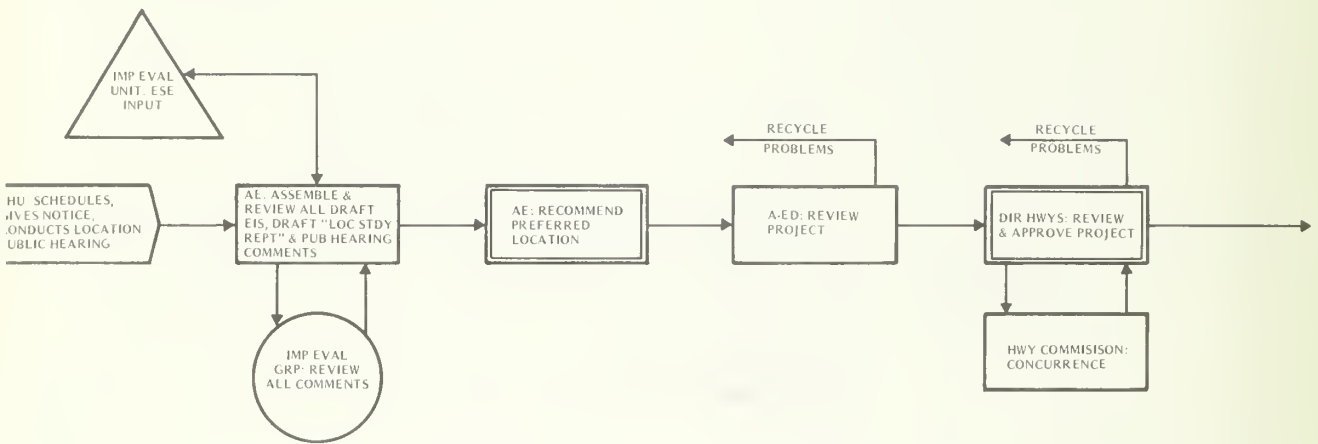 IMP EVAL
UNIT. ESE
INPUT
HU SCHEDULES,
IVES NOTICE,
ONDUCTS LOCATION
UBLIC HEARING
AE: ASSEMBLE &
REVIEW ALL DRAFT
EIS, DRAFT "LOC STDY
REPT" & PUB HEARING
COMMENTS
IMP EVAL
GRP: REVIEW
ALL COMMENTS
AE: RECOMMEND
PREFERRED
LOCATION
RECYCLE
PROBLEMS
A-ED: REVIEW
PROJECT
RECYCLE
PROBLEMS
DIR HWYS: REVIEW
& APPROVE PROJECT
HWY COMMISISON:
CONCURRENCE